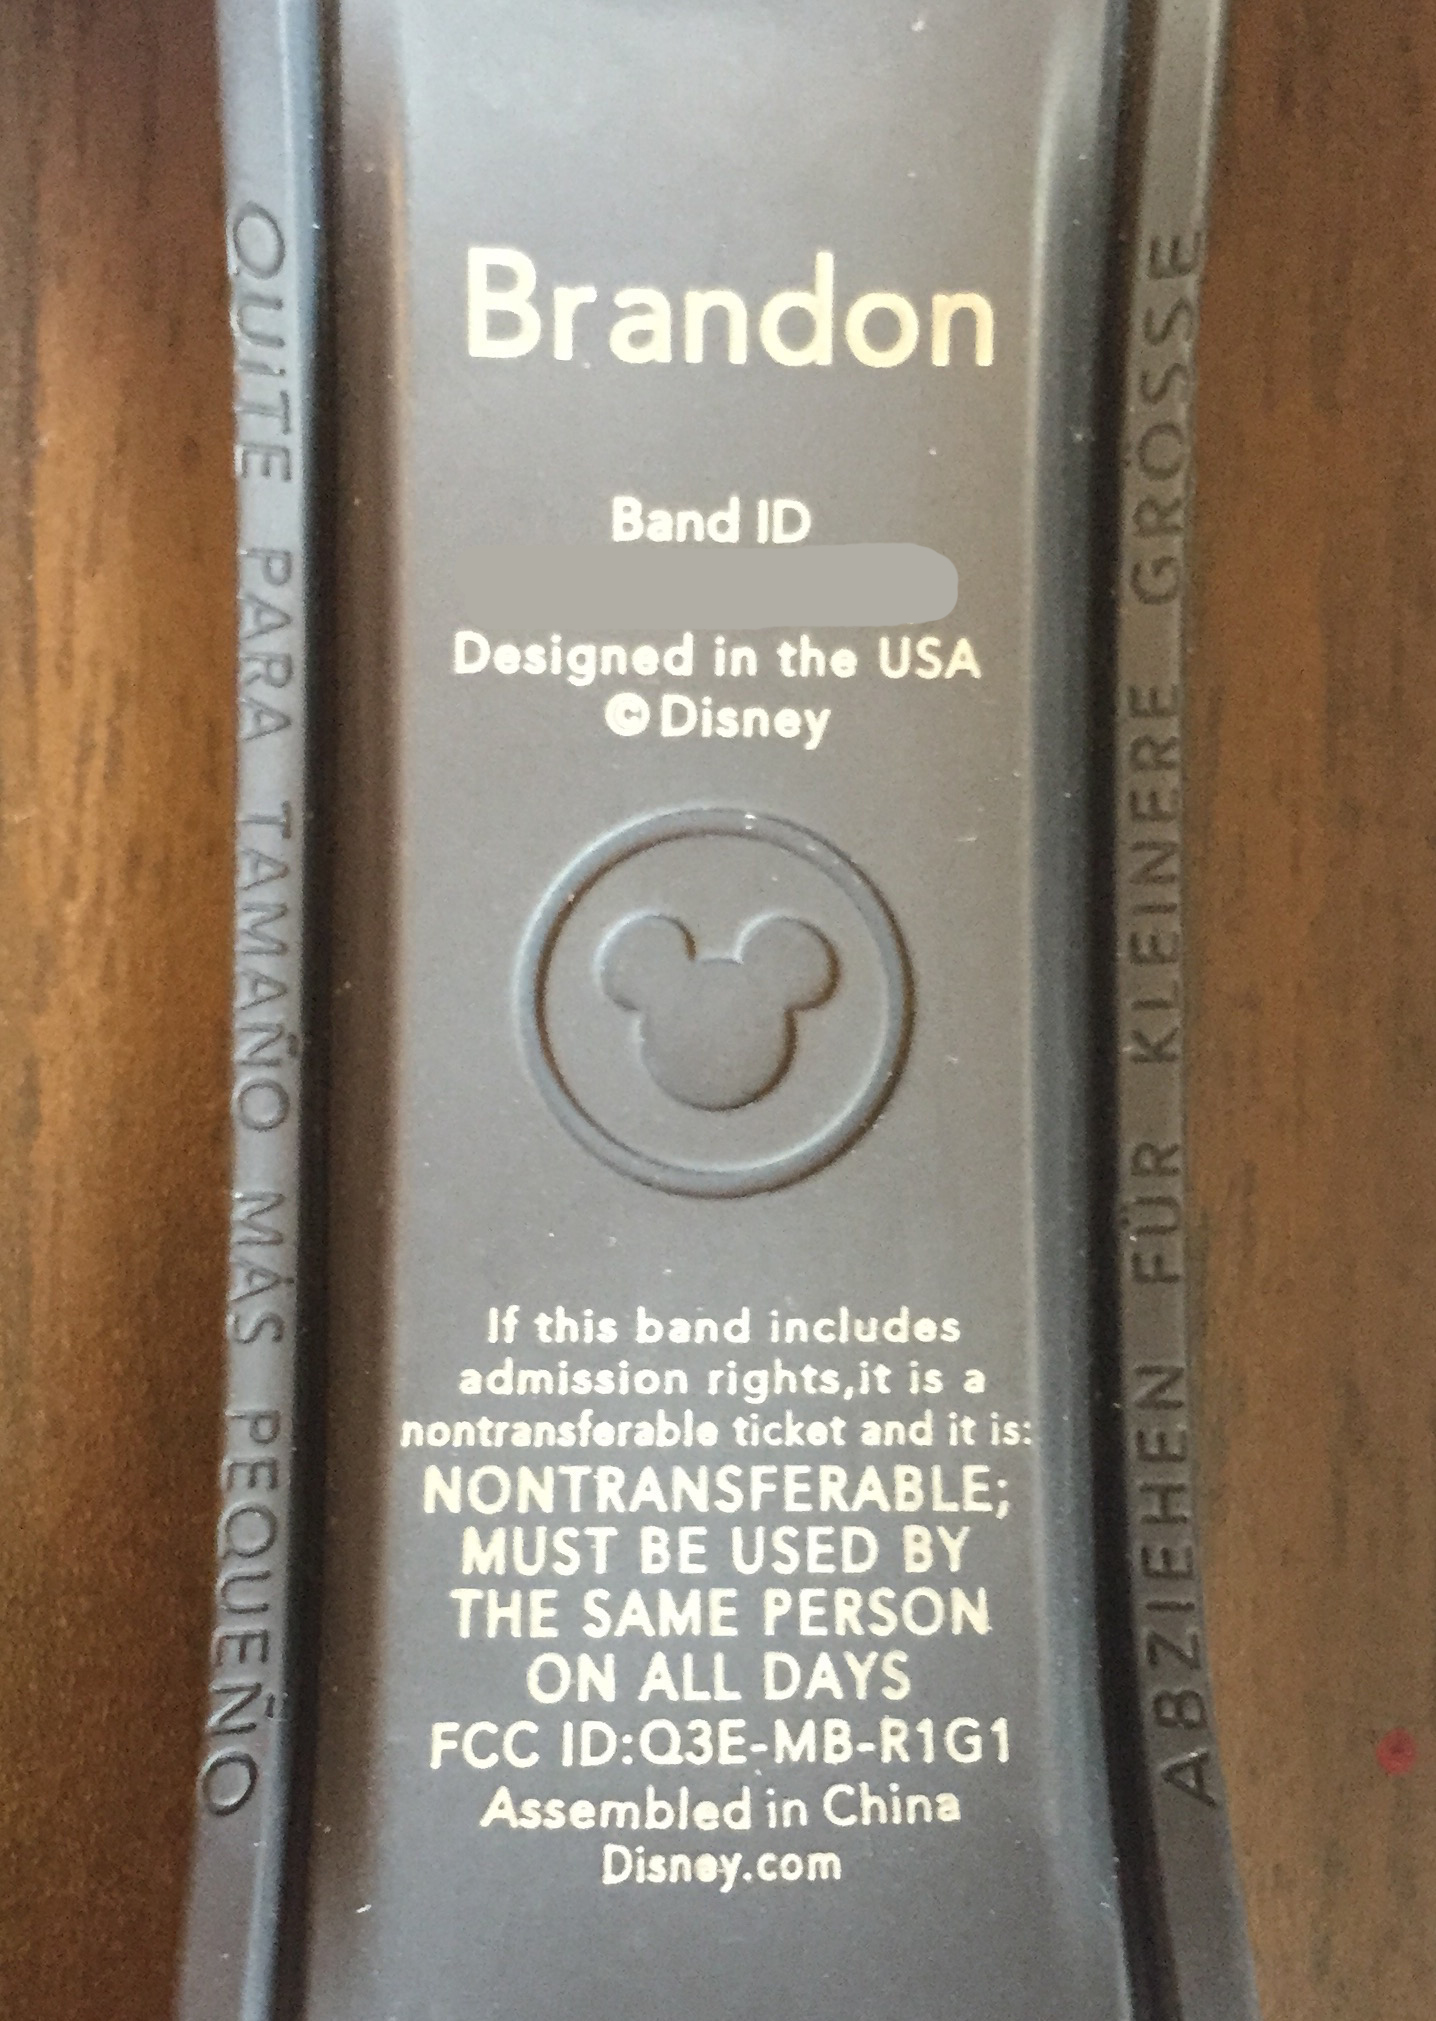 Brandon
Band ID
Designed in the USA
©Disney
If this band includes
admission rights,it is a
nontransferable ticket and it is:
NONTRANSFERABLE;
MUST BE USED BY
THE SAME PERSON
ON ALL DAYS
FCC ID:Q3E-MB-R1G1
Assembled in China
Disney.com
QUITE PARA TAMAÑO MÁS PEQUEÑO
ABZIEHEN FÜR KLEINERE GRÖSSE